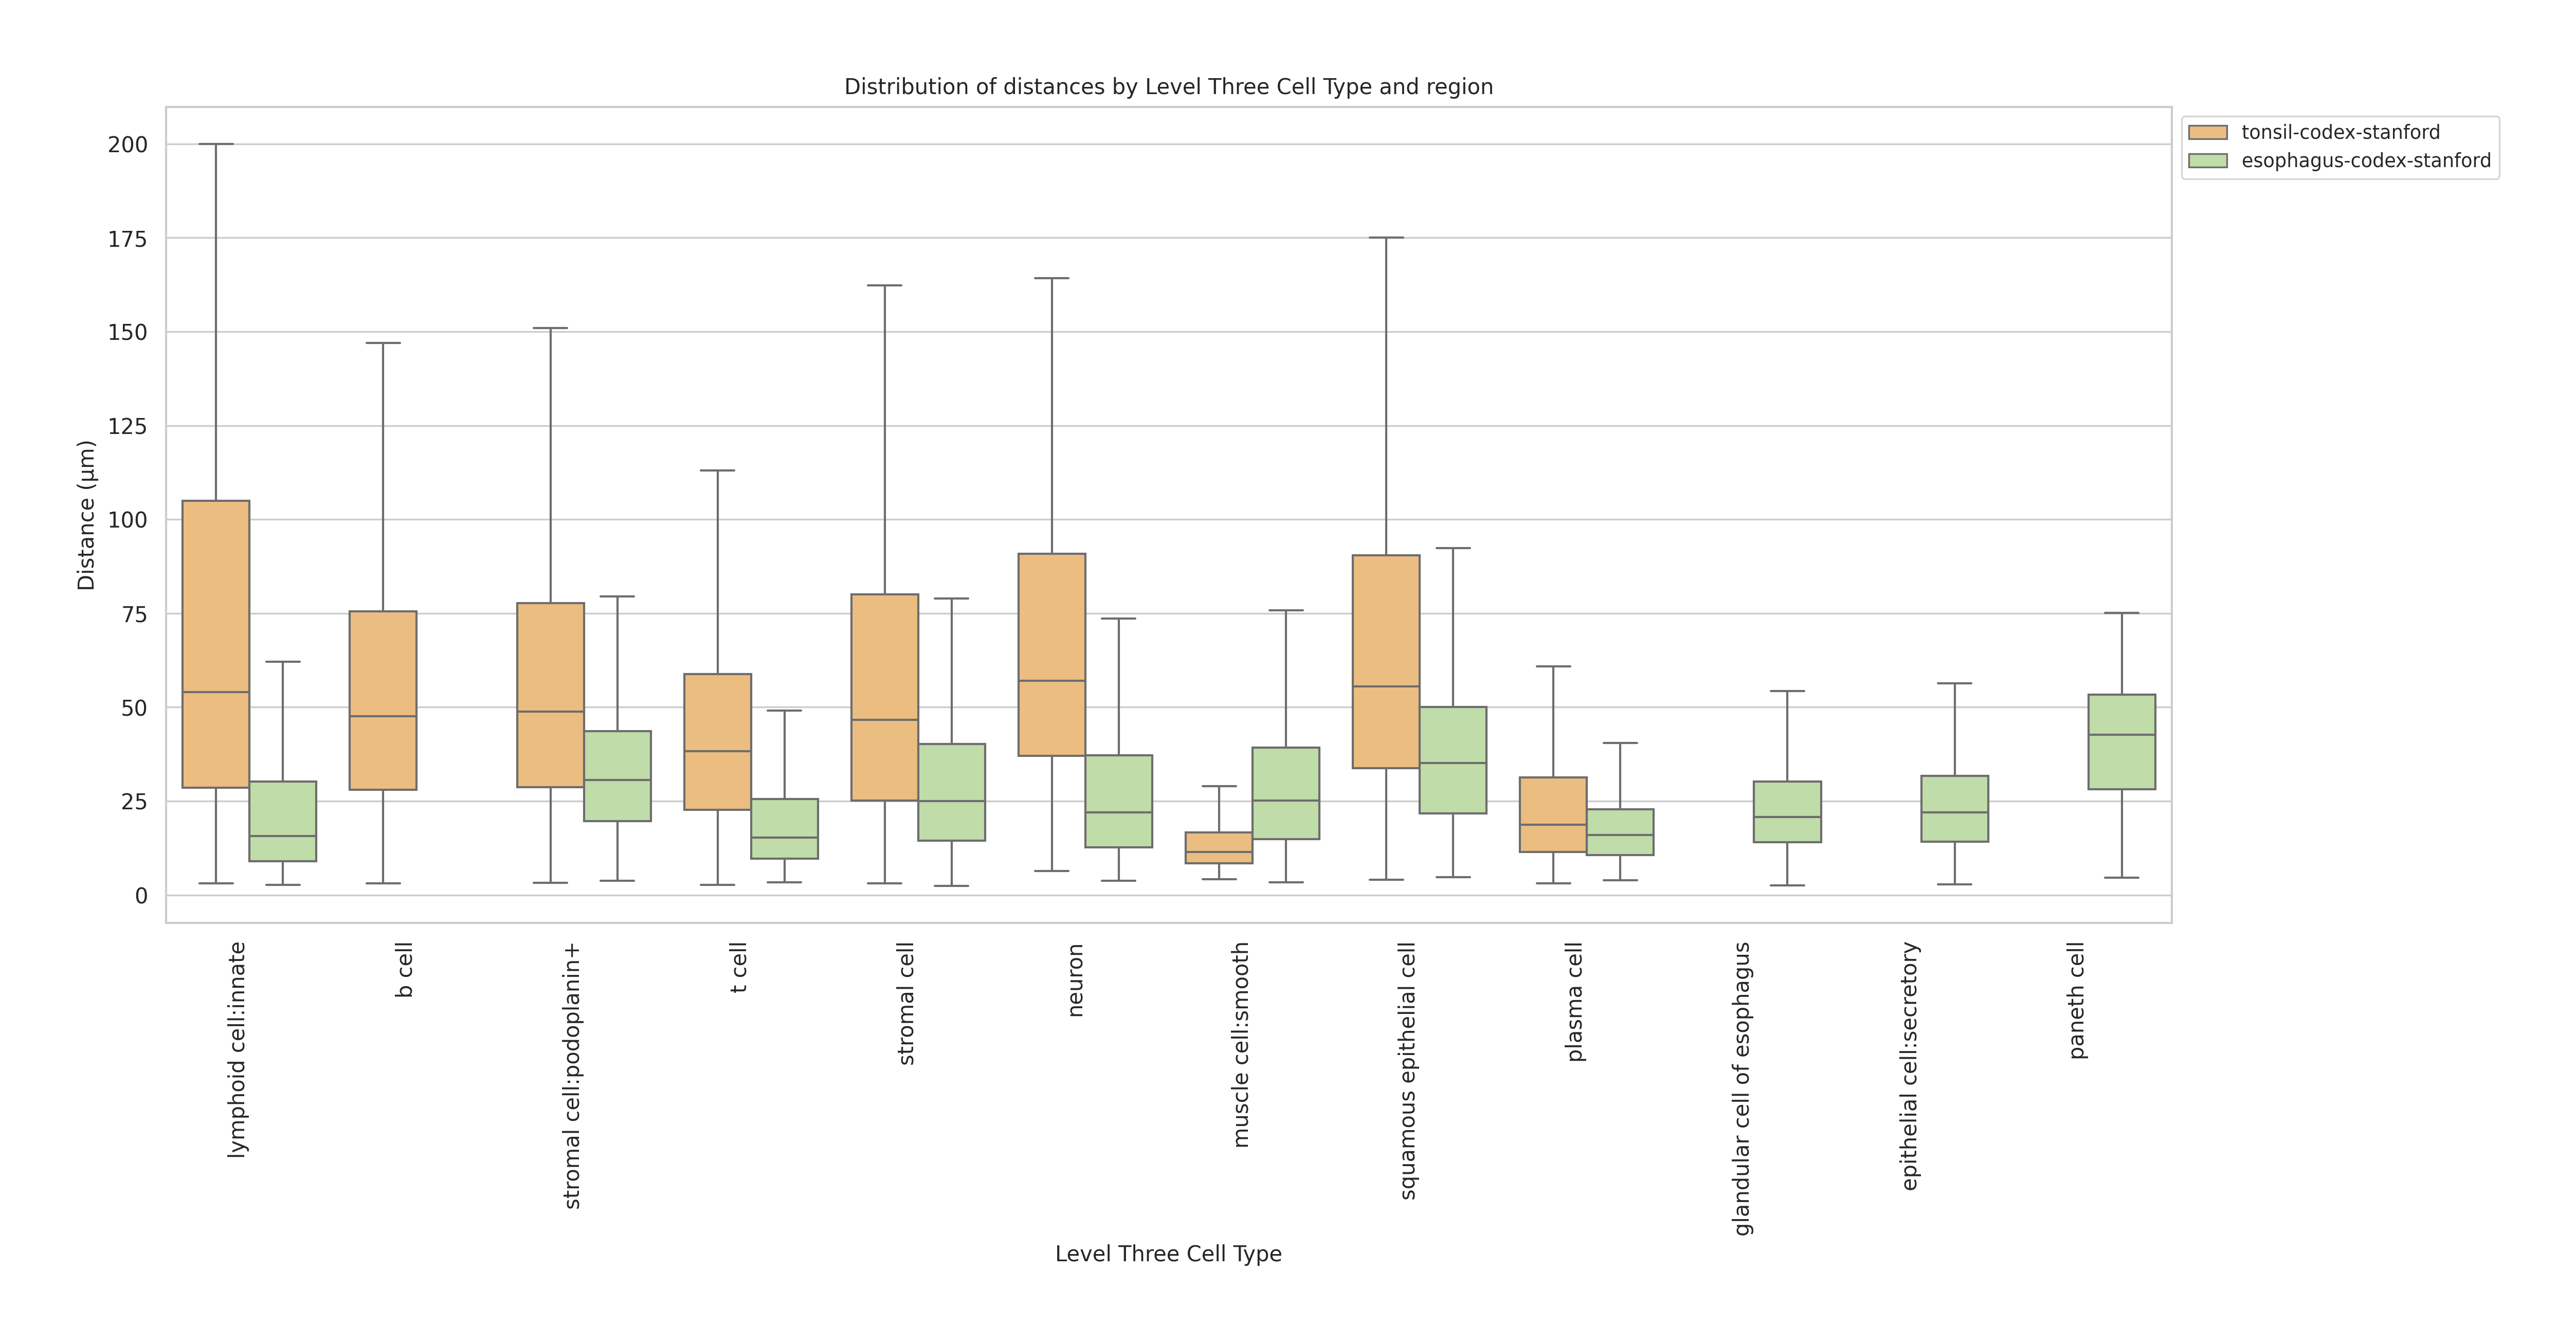 Distribution of distances by Level Three Cell Type and region
tonsil-codex-stanford
esophagus-codex-stanford
Distance (μm)
200
175
150
125
100
75
50
25
0
lymphoid cell:innate
b cell
stromal cell:podoplanin+
t cell
stromal cell
neuron
muscle cell:smooth
squamous epithelial cell
plasma cell
glandular cell of esophagus
epithelial cell:secretory
paneth cell
Level Three Cell Type